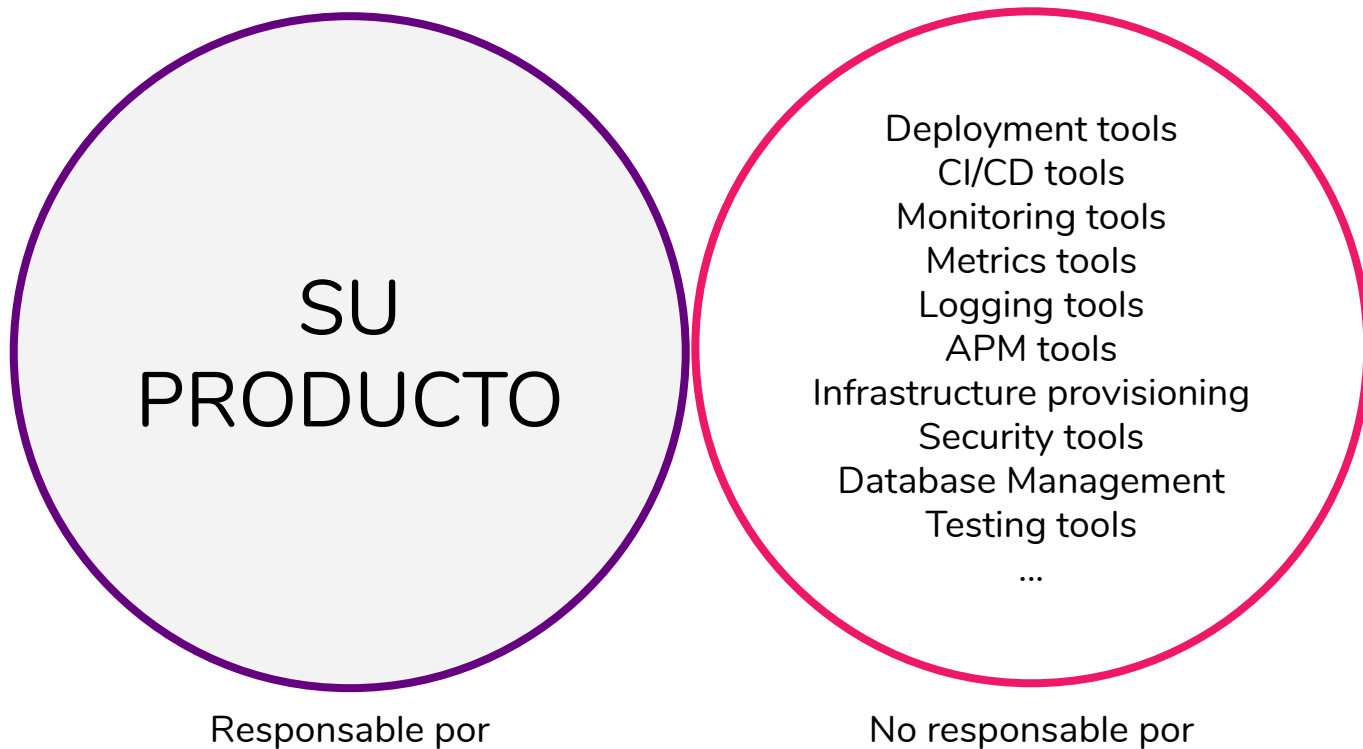 SU
PRODUCTO
Responsable por
Deployment tools
CI/CD tools
Monitoring tools
Metrics tools
Logging tools
APM tools
Infrastructure provisioning
Security tools
Database Management
Testing tools
...
No responsable por